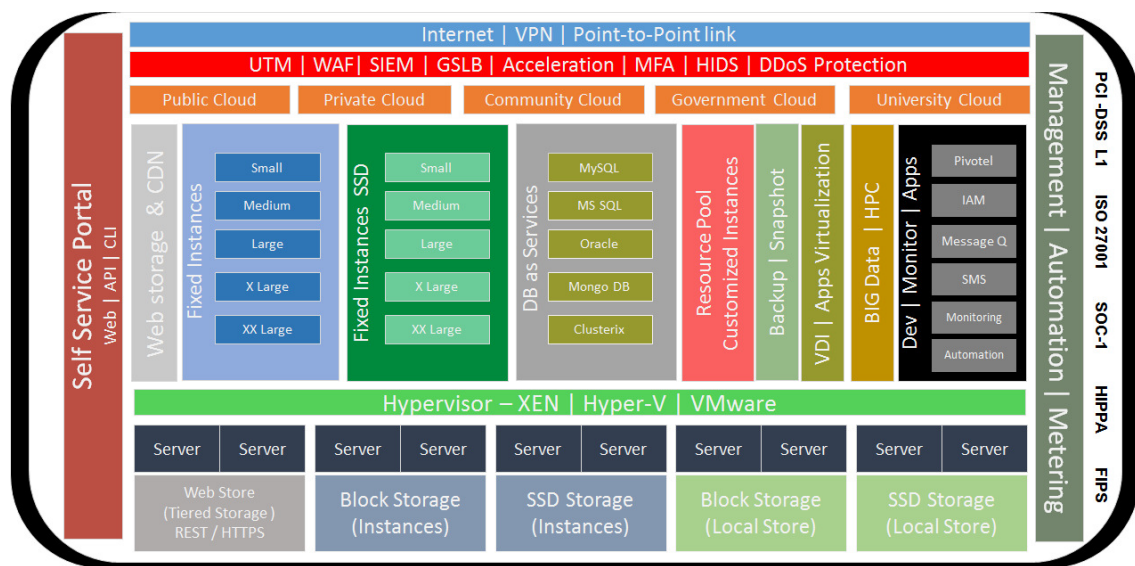 Internet | VPN | Point-to-Point link
UTM | WAF| SIEM | GSLB | Acceleration | MFA | HIDS | DDoS Protection
Public Cloud
Private Cloud
Community Cloud
Government Cloud
University Cloud
Self Service Portal
Web | API | CLI
Web storage & CDN
Fixed Instances
Small
Medium
Large
X Large
XX Large
Fixed Instances SSD
Small
Medium
Large
X Large
XX Large
DB as Services
MySQL
MS SQL
Oracle
Mongo DB
Clusterix
Resource Pool
Customized Instances
Backup | Snapshot
VDI | Apps Virtualization
BIG Data | HPC
Dev | Monitor | Apps
Pivotel
IAM
Message Q
SMS
Monitoring
Automation
Hypervisor – XEN | Hyper-V | VMware
Server
Server
Server
Server
Server
Server
Server
Server
Server
Server
Web Store
(Tiered Storage )
REST / HTTPS
Block Storage
(Instances)
SSD Storage
(Instances)
Block Storage
(Local Store)
SSD Storage
(Local Store)
Management | Automation | Metering
PCI -DSS L1
ISO 27001
SOC-1
HIPPA
FIPS